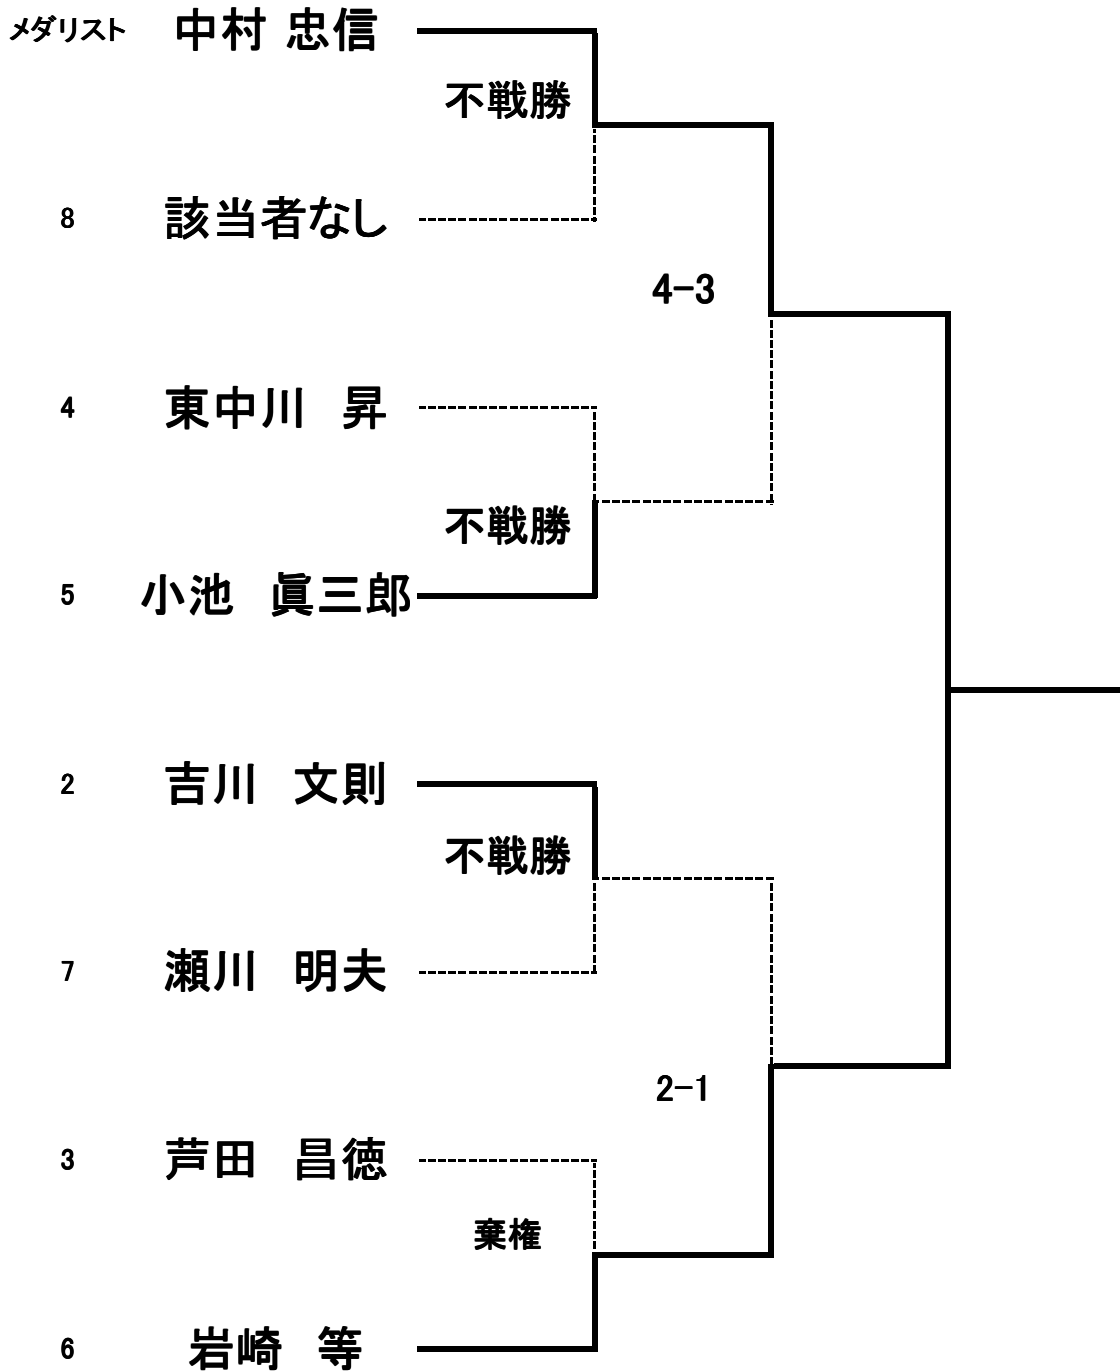 メダリスト 中村 忠信
不戦勝
8 該当者なし
4-3
4 東中川 昇
不戦勝
5 小池 眞三郎
2 吉川 文則
不戦勝
7 瀬川 明夫
2-1
3 芦田 昌徳
棄権
6 岩崎 等